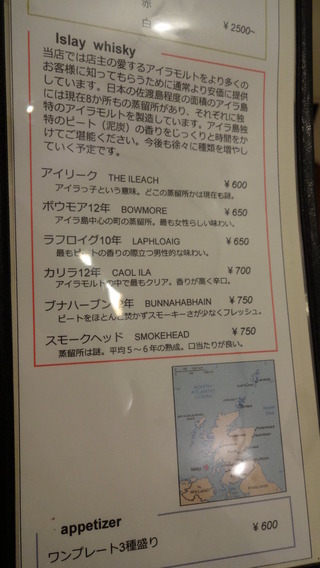 赤
白
¥2500~
Islay whisky
当店では店主の愛するアイラモルトをより多くの
お客様に知ってもらうために通常より安価に提供
しています。日本の佐渡島程度の面積のアイラ島
には現在8か所もの蒸留所があり、それぞれに独
特のアイラモルトを製造しています。アイラ島独
特のピート（泥炭）の香りをじっくりと時間をか
けてご堪能ください。今後も徐々に種類を増やし
ていく予定です。
アイリーク THE ILEACH ¥600
アイラっ子という意味。どこの蒸留所かは現在も謎。
ボウモア12年 BOWMORE ¥650
アイラ島中心の町の蒸留所。最も女性らしい味わい。
ラフロイグ10年 LAPHLOAIG ¥650
最もピートの香りの際立つ男性的な味わい。
カリラ12年 CAOL ILA ¥700
アイラモルトの中で最もクリア。香りが高く辛口。
ブナハーブン 2年 BUNNAHABHAIN ¥750
ピートをほとんど焚かずスモーキーさが少なくフレッシュ。
スモークヘッド SMOKEHEAD ¥750
蒸留所は謎。平均5～6年の熟成。口当たりが良い。
appetizer
ワンプレート3種盛り ¥600